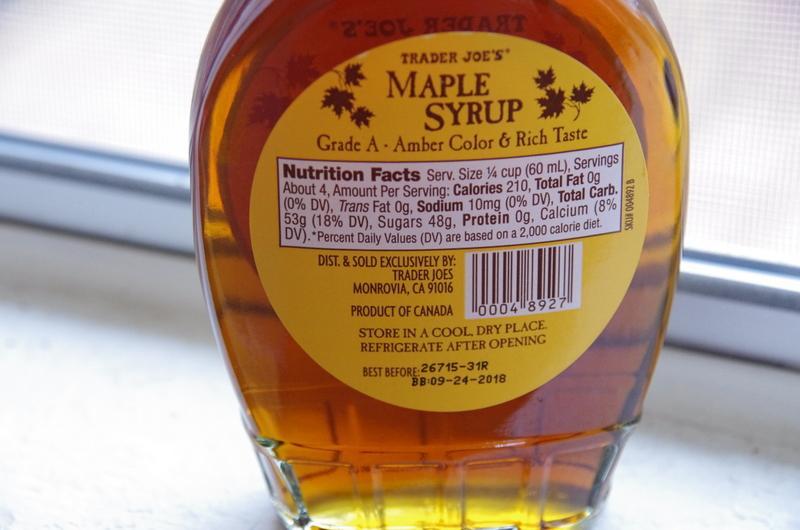 TRADER JOE'S
TRADER JOE'S®
MAPLE
SYRUP
Grade A · Amber Color & Rich Taste
Nutrition Facts Serv. Size ¼ cup (60 mL), Servings
About 4, Amount Per Serving: Calories 210, Total Fat 0g
(0% DV), Trans Fat 0g, Sodium 10mg (0% DV), Total Carb.
53g (18% DV), Sugars 48g, Protein 0g, Calcium (8%
DV).*Percent Daily Values (DV) are based on a 2,000 calorie diet.
SKU# 004892 B
DIST. & SOLD EXCLUSIVELY BY:
TRADER JOES
MONROVIA, CA 91016
PRODUCT OF CANADA
0004 8927
STORE IN A COOL, DRY PLACE.
REFRIGERATE AFTER OPENING
BEST BEFORE: 26715-31R
BB:09-24-2018